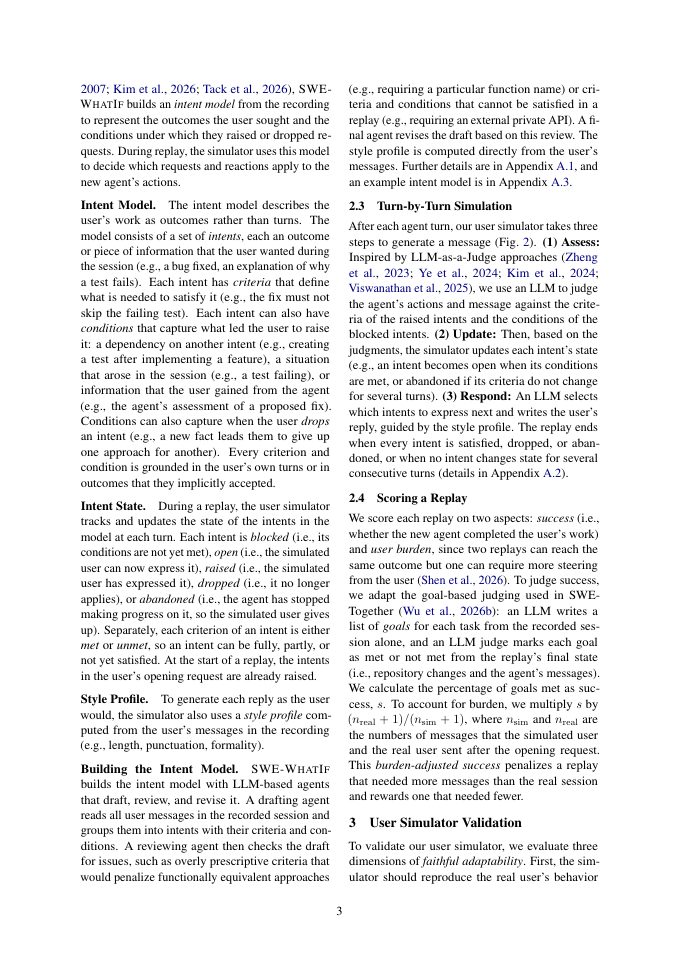 2007; Kim et al., 2026; Tack et al., 2026), SWE-
WHATIF builds an intent model from the recording
to represent the outcomes the user sought and the
conditions under which they raised or dropped re-
quests. During replay, the simulator uses this model
to decide which requests and reactions apply to the
new agent's actions.
Intent Model. The intent model describes the
user's work as outcomes rather than turns. The
model consists of a set of intents, each an outcome
or piece of information that the user wanted during
the session (e.g., a bug fixed, an explanation of why
a test fails). Each intent has criteria that define
what is needed to satisfy it (e.g., the fix must not
skip the failing test). Each intent can also have
conditions that capture what led the user to raise
it: a dependency on another intent (e.g., creating
a test after implementing a feature), a situation
that arose in the session (e.g., a test failing), or
information that the user gained from the agent
(e.g., the agent's assessment of a proposed fix).
Conditions can also capture when the user drops
an intent (e.g., a new fact leads them to give up
one approach for another). Every criterion and
condition is grounded in the user's own turns or in
outcomes that they implicitly accepted.
Intent State. During a replay, the user simulator
tracks and updates the state of the intents in the
model at each turn. Each intent is blocked (i.e., its
conditions are not yet met), open (i.e., the simulated
user can now express it), raised (i.e., the simulated
user has expressed it), dropped (i.e., it no longer
applies), or abandoned (i.e., the agent has stopped
making progress on it, so the simulated user gives
up). Separately, each criterion of an intent is either
met or unmet, so an intent can be fully, partly, or
not yet satisfied. At the start of a replay, the intents
in the user's opening request are already raised.
Style Profile. To generate each reply as the user
would, the simulator also uses a style profile com-
puted from the user's messages in the recording
(e.g., length, punctuation, formality).
Building the Intent Model. SWE-WHATIF
builds the intent model with LLM-based agents
that draft, review, and revise it. A drafting agent
reads all user messages in the recorded session and
groups them into intents with their criteria and con-
ditions. A reviewing agent then checks the draft
for issues, such as overly prescriptive criteria that
would penalize functionally equivalent approaches
(e.g., requiring a particular function name) or cri-
teria and conditions that cannot be satisfied in a
replay (e.g., requiring an external private API). A fi-
nal agent revises the draft based on this review. The
style profile is computed directly from the user's
messages. Further details are in Appendix A.1, and
an example intent model is in Appendix A.3.
2.3 Turn-by-Turn Simulation
After each agent turn, our user simulator takes three
steps to generate a message (Fig. 2). (1) Assess:
Inspired by LLM-as-a-Judge approaches (Zheng
et al., 2023; Ye et al., 2024; Kim et al., 2024;
Viswanathan et al., 2025), we use an LLM to judge
the agent's actions and message against the crite-
ria of the raised intents and the conditions of the
blocked intents. (2) Update: Then, based on the
judgments, the simulator updates each intent's state
(e.g., an intent becomes open when its conditions
are met, or abandoned if its criteria do not change
for several turns). (3) Respond: An LLM selects
which intents to express next and writes the user's
reply, guided by the style profile. The replay ends
when every intent is satisfied, dropped, or aban-
doned, or when no intent changes state for several
consecutive turns (details in Appendix A.2).
2.4 Scoring a Replay
We score each replay on two aspects: success (i.e.,
whether the new agent completed the user's work)
and user burden, since two replays can reach the
same outcome but one can require more steering
from the user (Shen et al., 2026). To judge success,
we adapt the goal-based judging used in SWE-
Together (Wu et al., 2026b): an LLM writes a
list of goals for each task from the recorded ses-
sion alone, and an LLM judge marks each goal
as met or not met from the replay's final state
(i.e., repository changes and the agent's messages).
We calculate the percentage of goals met as suc-
cess, s. To account for burden, we multiply s by
(n_real + 1)/(n_sim + 1), where n_sim and n_real are
the numbers of messages that the simulated user
and the real user sent after the opening request.
This burden-adjusted success penalizes a replay
that needed more messages than the real session
and rewards one that needed fewer.
3 User Simulator Validation
To validate our user simulator, we evaluate three
dimensions of faithful adaptability. First, the sim-
ulator should reproduce the real user's behavior
3